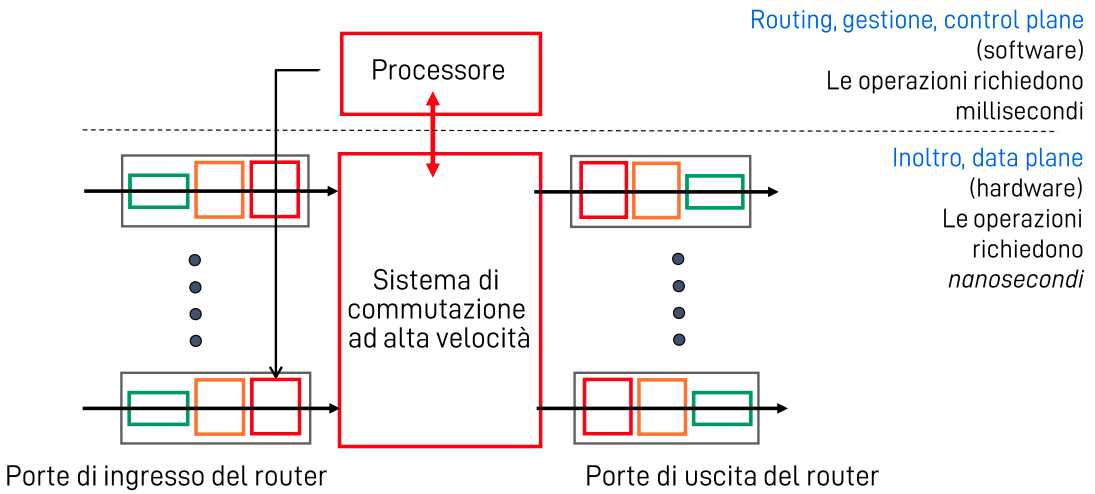 Routing, gestione, control plane
(software)
Le operazioni richiedono
millisecondi
Processore
Inoltro, data plane
(hardware)
Le operazioni
richiedono
nanosecondi
Sistema di
commutazione
ad alta velocità
Porte di ingresso del router
Porte di uscita del router